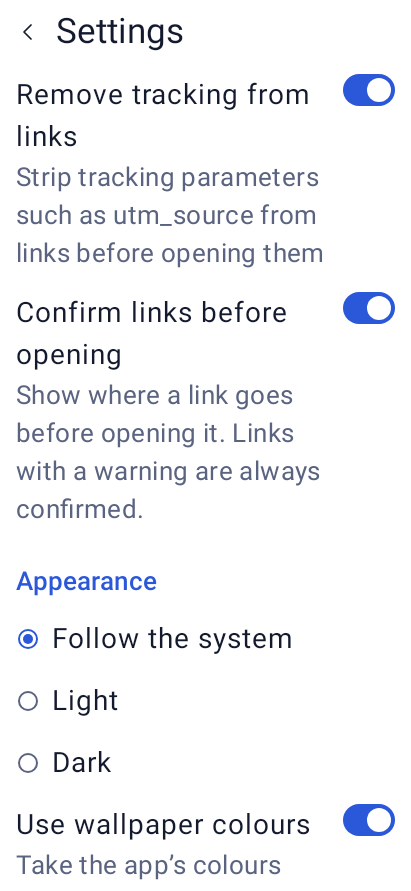 Settings
Remove tracking from
links
Strip tracking parameters
such as utm_source from
links before opening them
Confirm links before
opening
Show where a link goes
before opening it. Links
with a warning are always
confirmed.
Appearance
Follow the system
Light
Dark
Use wallpaper colours
Take the app’s colours